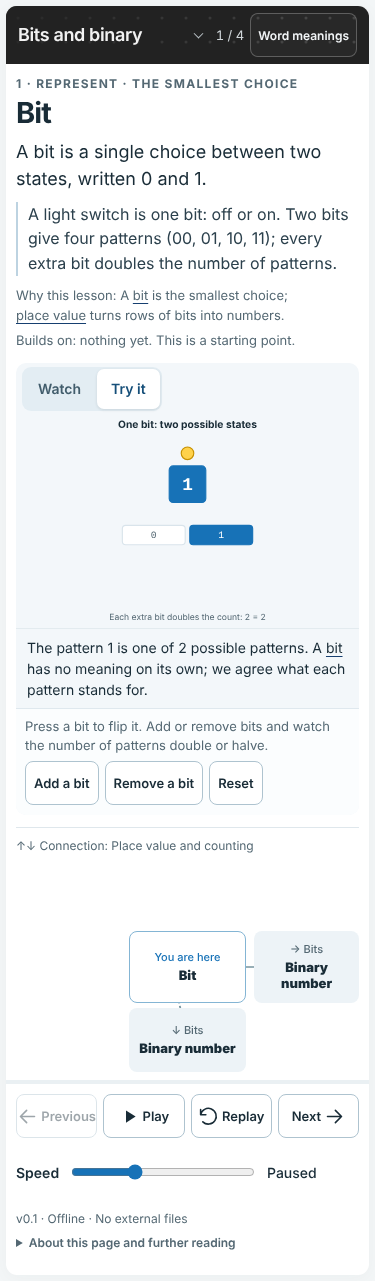 Bits and binary
1 / 4
Word meanings
1 · REPRESENT · THE SMALLEST CHOICE
Bit
A bit is a single choice between two
states, written 0 and 1.
A light switch is one bit: off or on. Two bits
give four patterns (00, 01, 10, 11); every
extra bit doubles the number of patterns.
Why this lesson: A bit is the smallest choice;
place value turns rows of bits into numbers.
Builds on: nothing yet. This is a starting point.
Watch
Try it
One bit: two possible states
1
0
1
Each extra bit doubles the count: 2 = 2
The pattern 1 is one of 2 possible patterns. A bit
has no meaning on its own; we agree what each
pattern stands for.
Press a bit to flip it. Add or remove bits and watch
the number of patterns double or halve.
Add a bit
Remove a bit
Reset
↑↓ Connection: Place value and counting
You are here
Bit
→ Bits
Binary
number
↓ Bits
Binary number
← Previous
Play
Replay
Next →
Speed
Paused
v0.1 · Offline · No external files
▶ About this page and further reading